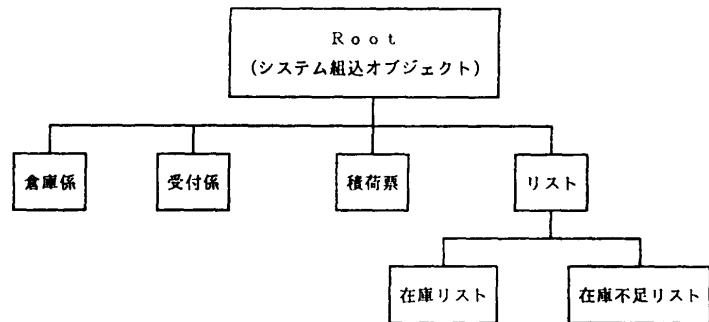 Root
(システム組込オブジェクト)
倉庫係
受付係
積荷票
リスト
在庫リスト
在庫不足リスト